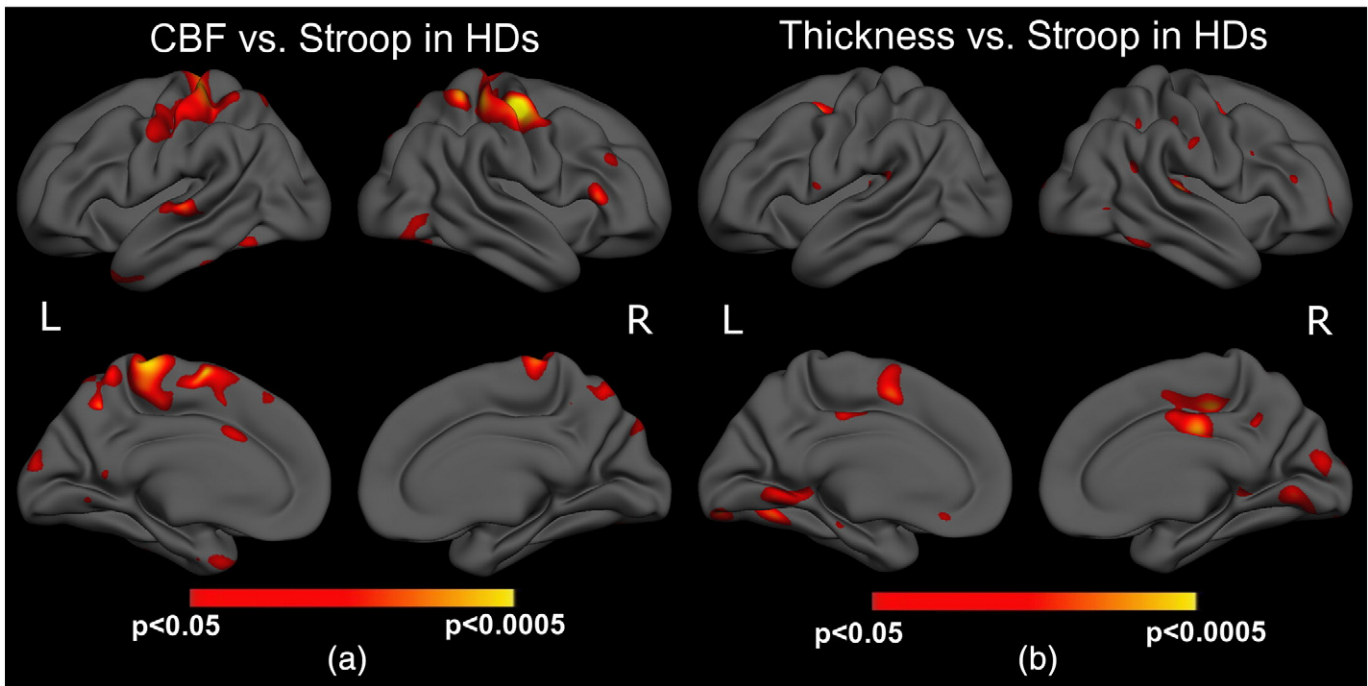 CBF vs. Stroop in HDs
Thickness vs. Stroop in HDs
L
R
L
R
p<0.05
p<0.0005
p<0.05
p<0.0005
(a)
(b)